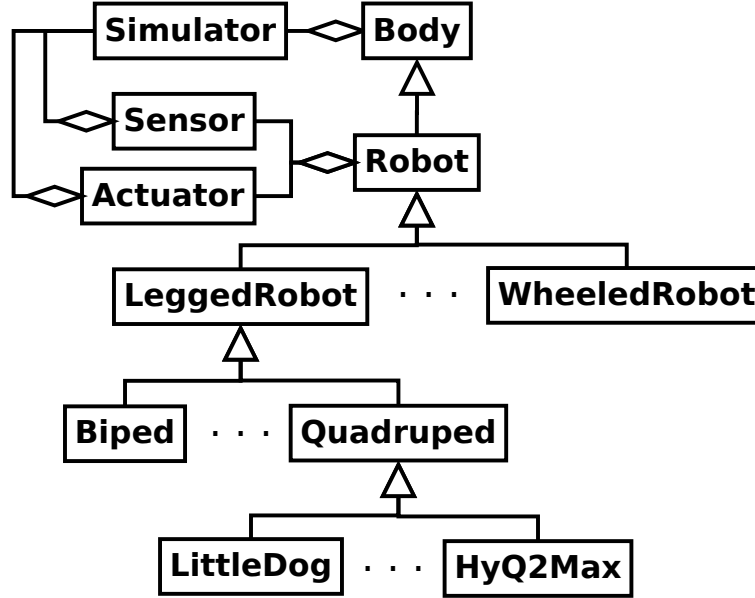 Simulator
Body
Sensor
Robot
Actuator
LeggedRobot
. . .
WheeledRobot
Biped
. . .
Quadruped
LittleDog
. . .
HyQ2Max